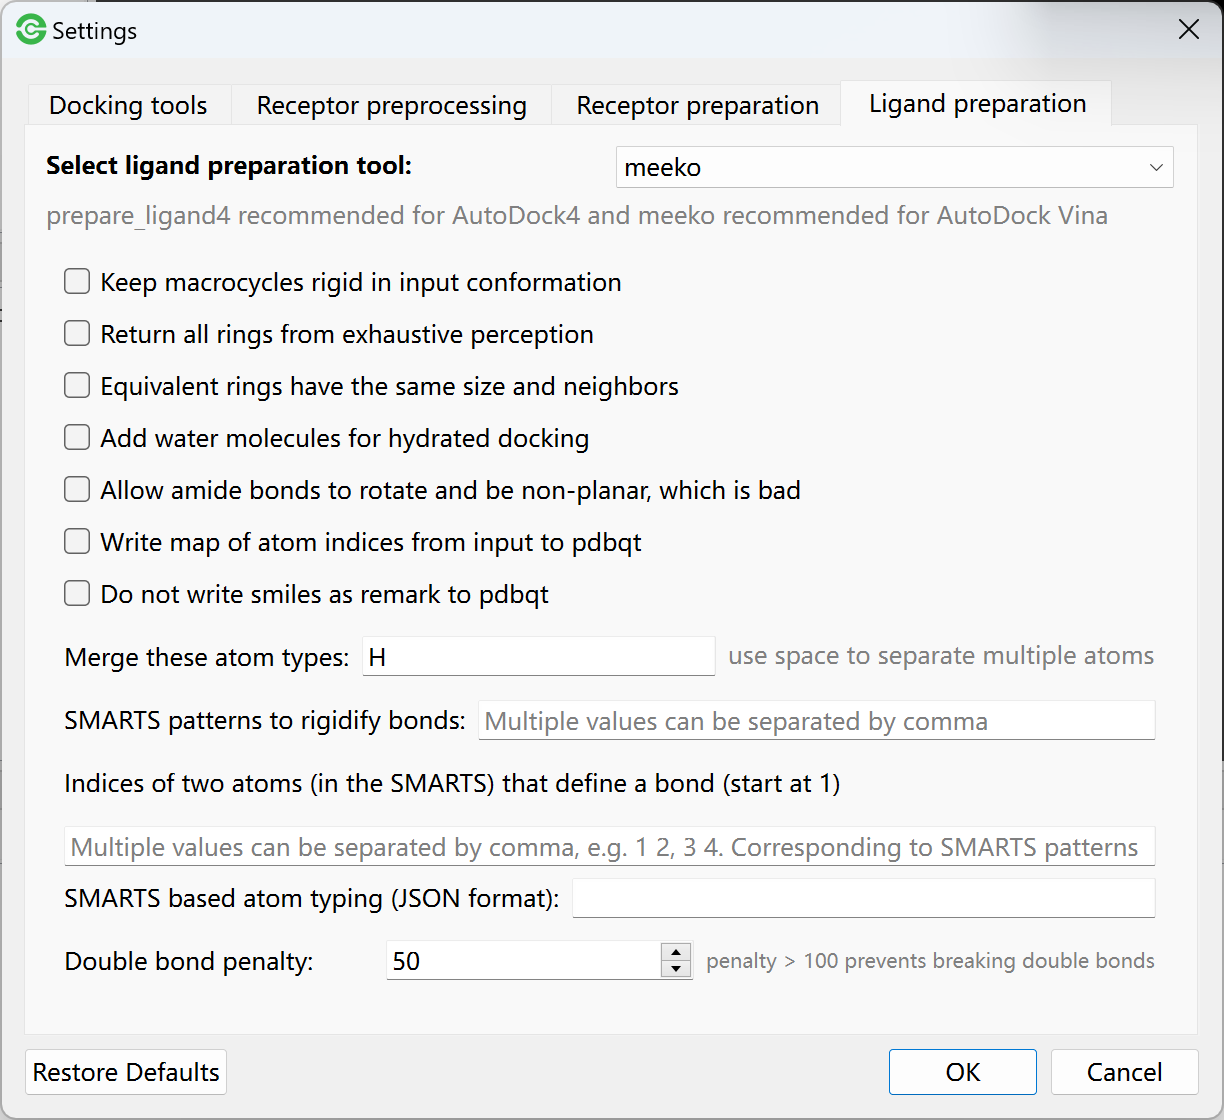 Settings
Docking tools Receptor preprocessing Receptor preparation Ligand preparation
Select ligand preparation tool: meeko
prepare_ligand4 recommended for AutoDock4 and meeko recommended for AutoDock Vina
Keep macrocycles rigid in input conformation
Return all rings from exhaustive perception
Equivalent rings have the same size and neighbors
Add water molecules for hydrated docking
Allow amide bonds to rotate and be non-planar, which is bad
Write map of atom indices from input to pdbqt
Do not write smiles as remark to pdbqt
Merge these atom types: H use space to separate multiple atoms
SMARTS patterns to rigidify bonds: Multiple values can be separated by comma
Indices of two atoms (in the SMARTS) that define a bond (start at 1)
Multiple values can be separated by comma, e.g. 1 2, 3 4. Corresponding to SMARTS patterns
SMARTS based atom typing (JSON format):
Double bond penalty: 50 penalty > 100 prevents breaking double bonds
Restore Defaults OK Cancel